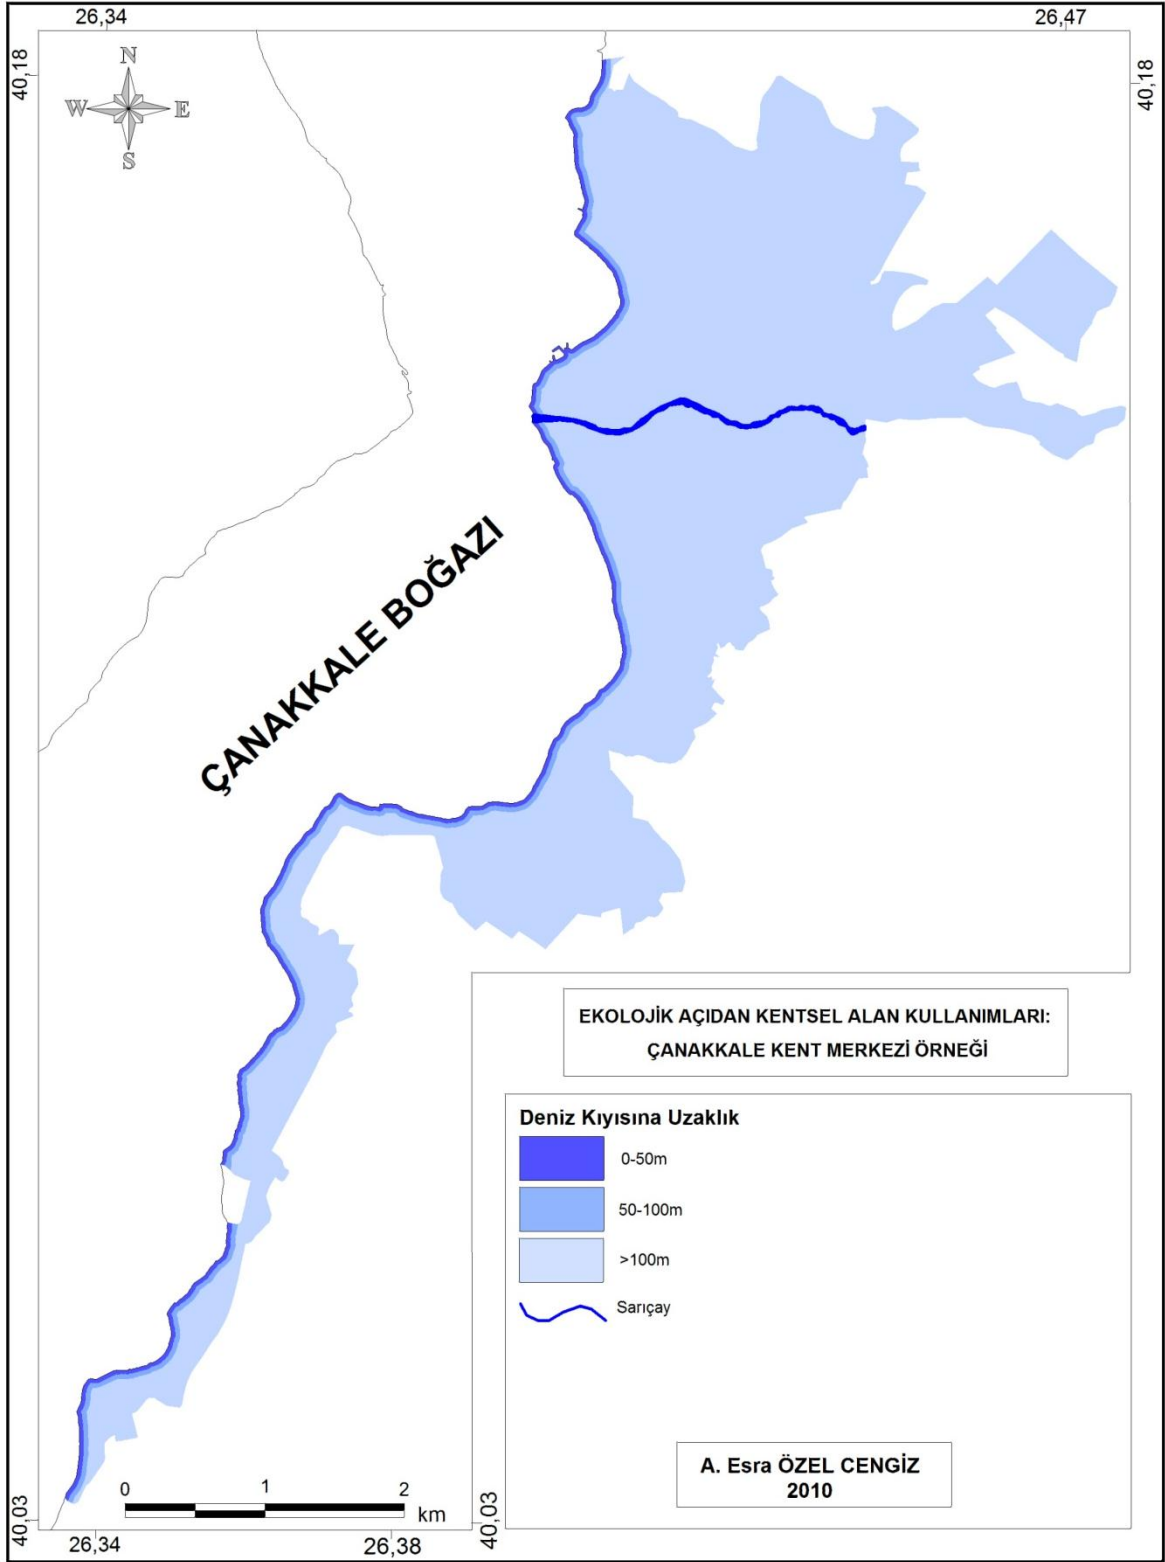 26,34
26,47
40,18
40,18
N
W
E
S
ÇANAKKALE BOĞAZI
EKOLOJİK AÇIDAN KENTSEL ALAN KULLANIMLARI:
ÇANAKKALE KENT MERKEZİ ÖRNEĞİ
Deniz Kıyısına Uzaklık
0-50m
50-100m
>100m
Sarıçay
A. Esra ÖZEL CENGİZ
2010
0 1 2
km
40,03
40,03
26,34
26,38